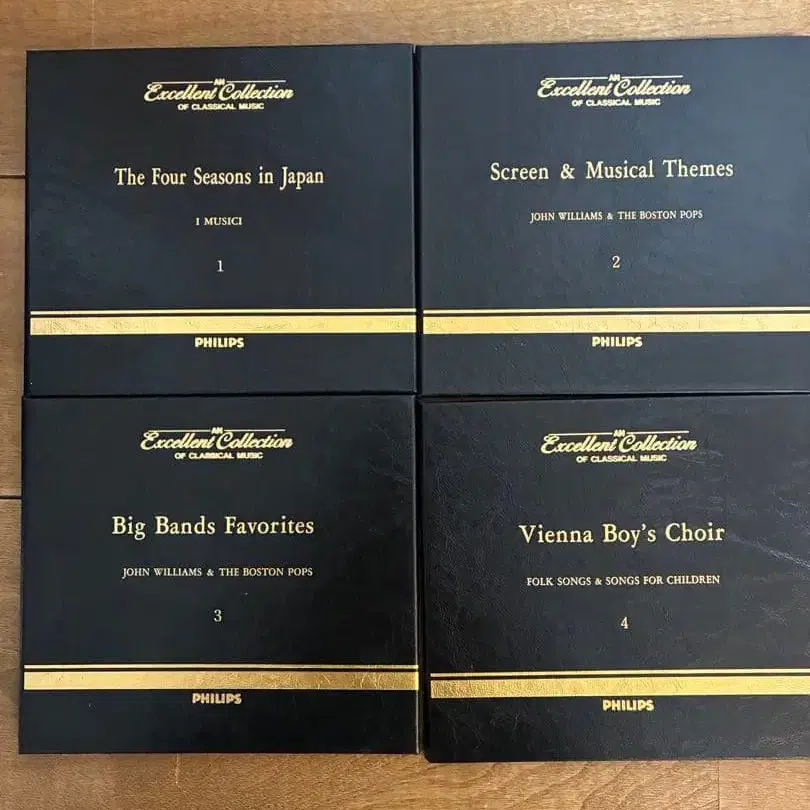 AN
Excellent Collection
OF CLASSICAL MUSIC
The Four Seasons in Japan
I MUSICI
1
PHILIPS
AN
Excellent Collection
OF CLASSICAL MUSIC
Screen & Musical Themes
JOHN WILLIAMS & THE BOSTON POPS
2
PHILIPS
AN
Excellent Collection
OF CLASSICAL MUSIC
Big Bands Favorites
JOHN WILLIAMS & THE BOSTON POPS
3
PHILIPS
AN
Excellent Collection
OF CLASSICAL MUSIC
Vienna Boy's Choir
FOLK SONGS & SONGS FOR CHILDREN
4
PHILIPS